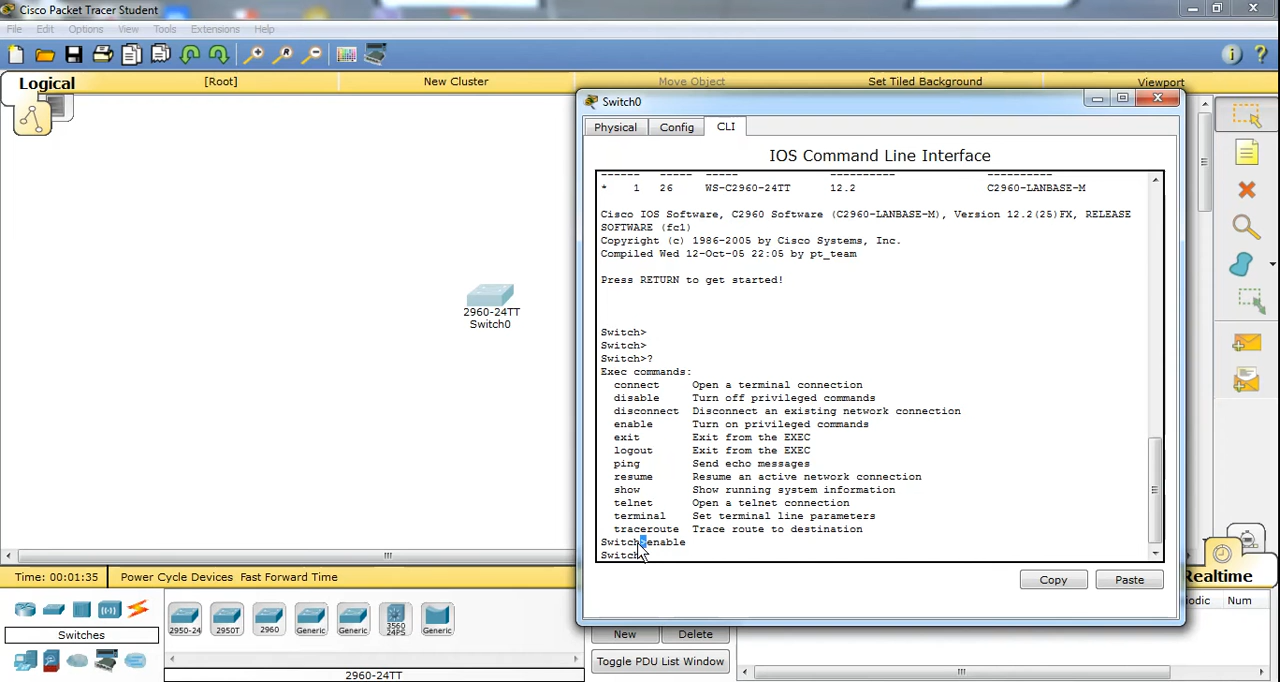 Cisco Packet Tracer Student
File Edit Options View Tools Extensions Help
Logical [Root] New Cluster Move Object Set Tiled Background Viewport
Switch0
Physical Config CLI
IOS Command Line Interface
------ ----- ----- ---------- ----------
* 1 26 WS-C2960-24TT 12.2 C2960-LANBASE-M
Cisco IOS Software, C2960 Software (C2960-LANBASE-M), Version 12.2(25)FX, RELEASE
SOFTWARE (fc1)
Copyright (c) 1986-2005 by Cisco Systems, Inc.
Compiled Wed 12-Oct-05 22:05 by pt_team
Press RETURN to get started!
Switch>
Switch>
Switch>?
Exec commands:
connect Open a terminal connection
disable Turn off privileged commands
disconnect Disconnect an existing network connection
enable Turn on privileged commands
exit Exit from the EXEC
logout Exit from the EXEC
ping Send echo messages
resume Resume an active network connection
show Show running system information
telnet Open a telnet connection
terminal Set terminal line parameters
traceroute Trace route to destination
Switch>enable
Switch
Copy Paste
2960-24TT
Switch0
Time: 00:01:35 Power Cycle Devices Fast Forward Time
Realtime
Switches
2950-24 2950T 2960 Generic Generic 3560 24PS Generic
2960-24TT
New Delete
Toggle PDU List Window
odic Num